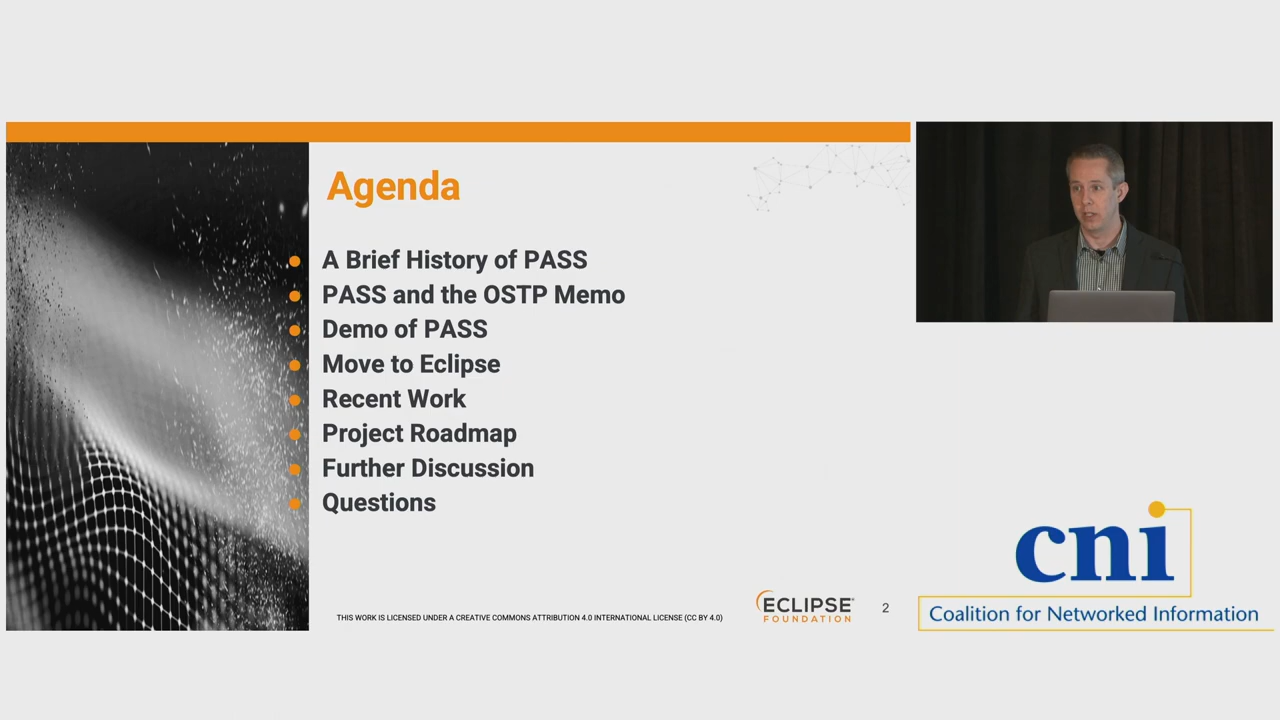 Agenda
A Brief History of PASS
PASS and the OSTP Memo
Demo of PASS
Move to Eclipse
Recent Work
Project Roadmap
Further Discussion
Questions
THIS WORK IS LICENSED UNDER A CREATIVE COMMONS ATTRIBUTION 4.0 INTERNATIONAL LICENSE (CC BY 4.0)
ECLIPSE
FOUNDATION
2
cni
Coalition for Networked Information